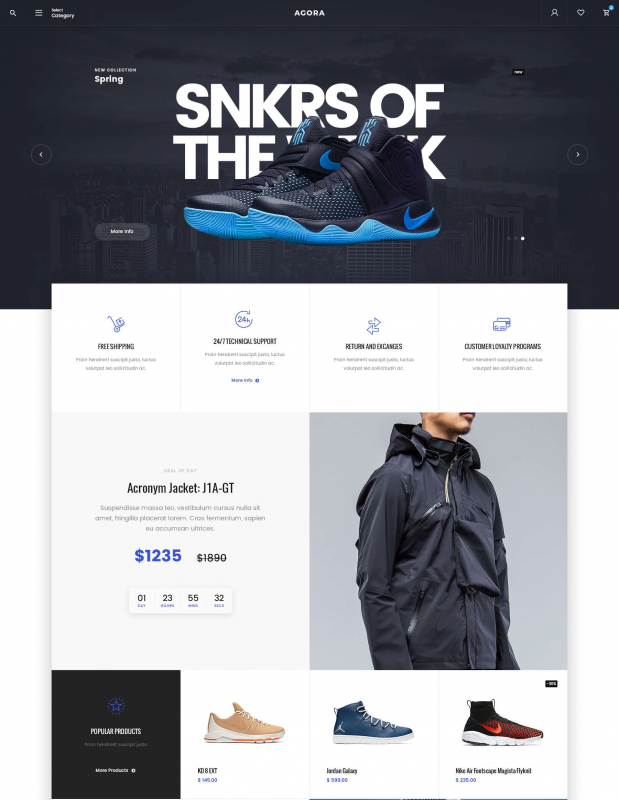 Select
Category
AGORA
2
NEW COLLECTION
Spring
new
SNKRS OF
THE
K
More Info
24h
FREE SHIPPING
Proin hendrerit suscipit justo, luctus
volutpat leo sollicitudin ac.
24/7 TECHNICAL SUPPORT
Proin hendrerit suscipit justo, luctus
volutpat leo sollicitudin ac.
More Info
RETURN AND EXCANGES
Proin hendrerit suscipit justo, luctus
volutpat leo sollicitudin ac.
CUSTOMER LOYALTY PROGRAMS
Proin hendrerit suscipit justo, luctus
volutpat leo sollicitudin ac.
DEAL OF DAY
Acronym Jacket: J1A-GT
Suspendisse massa leo, vestibulum cursus nulla sit
amet, fringilla placerat lorem. Cras fermentum, sapien
eu accumsan ultrices.
$1235 $1890
01 23 55 32
DAY HOURS MINS SECS
POPULAR PRODUCTS
Proin hendrerit suscipit justo
More Products
KD 8 EXT
$ 145.00
Jordan Galaxy
$ 599.00
-30%
Nike Air Footscape Magista Flyknit
$ 235.00